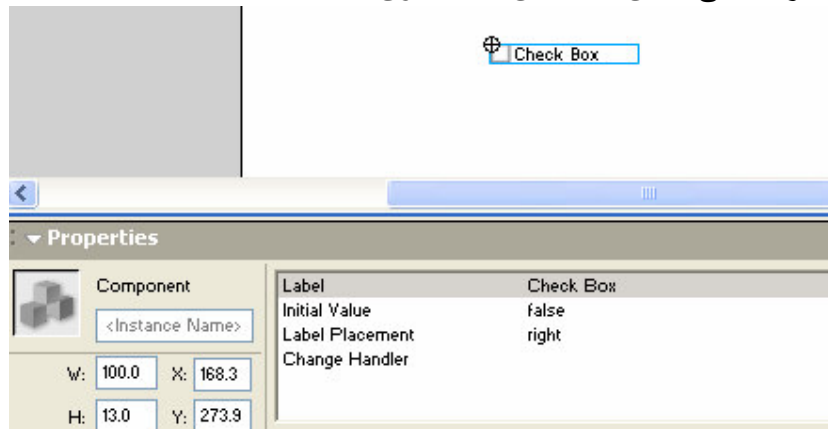 Check Box
Properties
Component
<Instance Name>
W: 100.0 X: 168.3
H: 13.0 Y: 273.9
Label Check Box
Initial Value false
Label Placement right
Change Handler